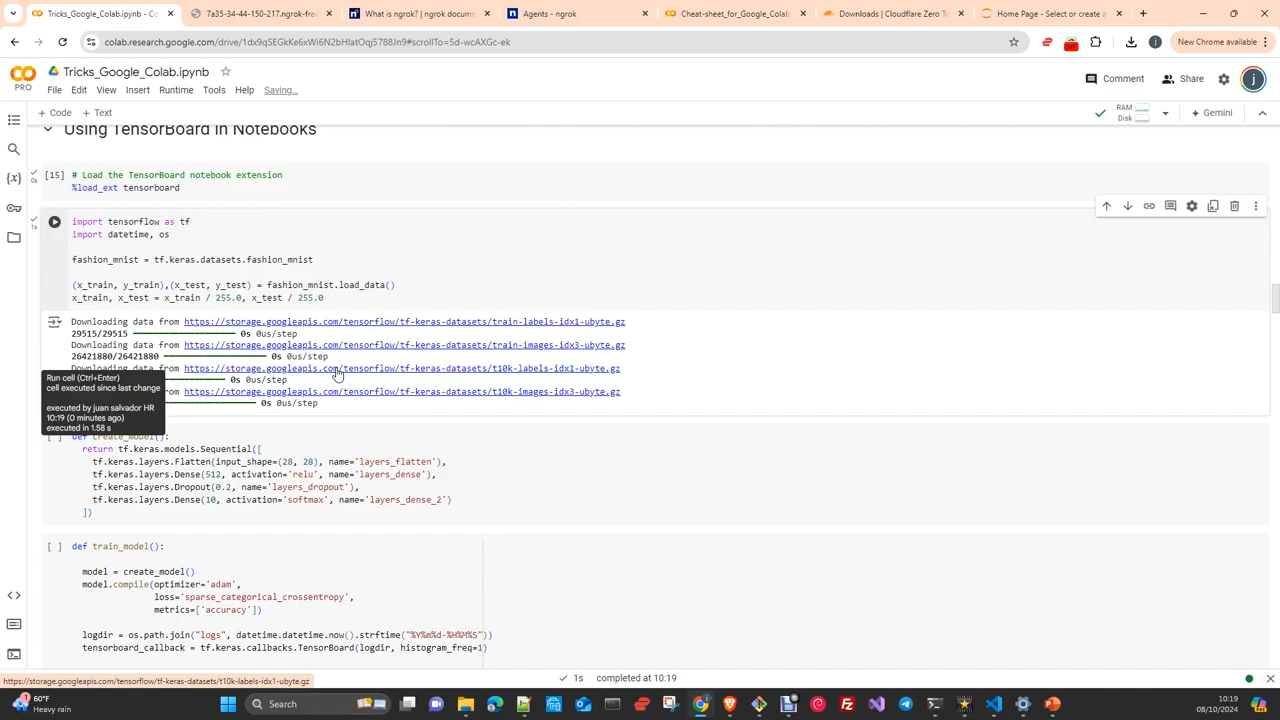 Tricks_Google_Colab.ipynb -
7a35-34-44-150-217.ngrok-free
What is ngrok? | ngrok docume
Agents - ngrok
Cheat-sheet_for_Google_Colab
Downloads | Cloudflare Zero T
Home Page - Select or create a
colab.research.google.com/drive/1dx9qSEGkKe6xWi6N2bHIatOqj5788Jn9#scrollTo=5d-wcAXGc-ek
OFF
j
New Chrome available
CO
PRO
Tricks_Google_Colab.ipynb
File Edit View Insert Runtime Tools Help Saving...
Comment
Share
j
+ Code + Text
RAM
Disk
Gemini
Using TensorBoard in Notebooks
{x}
[15] # Load the TensorBoard notebook extension
0s
%load_ext tensorboard
1s
import tensorflow as tf
import datetime, os
fashion_mnist = tf.keras.datasets.fashion_mnist
(x_train, y_train),(x_test, y_test) = fashion_mnist.load_data()
x_train, x_test = x_train / 255.0, x_test / 255.0
Downloading data from https://storage.googleapis.com/tensorflow/tf-keras-datasets/train-labels-idx1-ubyte.gz
29515/29515 0s 0us/step
Downloading data from https://storage.googleapis.com/tensorflow/tf-keras-datasets/train-images-idx3-ubyte.gz
26421880/26421880 0s 0us/step
Downloading data from https://storage.googleapis.com/tensorflow/tf-keras-datasets/t10k-labels-idx1-ubyte.gz
0s 0us/step
from https://storage.googleapis.com/tensorflow/tf-keras-datasets/t10k-images-idx3-ubyte.gz
0s 0us/step
Run cell (Ctrl+Enter)
cell executed since last change
executed by juan salvador HR
10:19 (0 minutes ago)
executed in 1.58 s
[ ] def create_model():
return tf.keras.models.Sequential([
tf.keras.layers.Flatten(input_shape=(28, 28), name='layers_flatten'),
tf.keras.layers.Dense(512, activation='relu', name='layers_dense'),
tf.keras.layers.Dropout(0.2, name='layers_dropout'),
tf.keras.layers.Dense(10, activation='softmax', name='layers_dense_2')
])
[ ] def train_model():
model = create_model()
model.compile(optimizer='adam',
loss='sparse_categorical_crossentropy',
metrics=['accuracy'])
logdir = os.path.join("logs", datetime.datetime.now().strftime("%Y%m%d-%H%M%S"))
tensorboard_callback = tf.keras.callbacks.TensorBoard(logdir, histogram_freq=1)
https://storage.googleapis.com/tensorflow/tf-keras-datasets/t10k-labels-idx1-ubyte.gz
1s completed at 10:19
60°F
Heavy rain
Search
10:19
08/10/2024